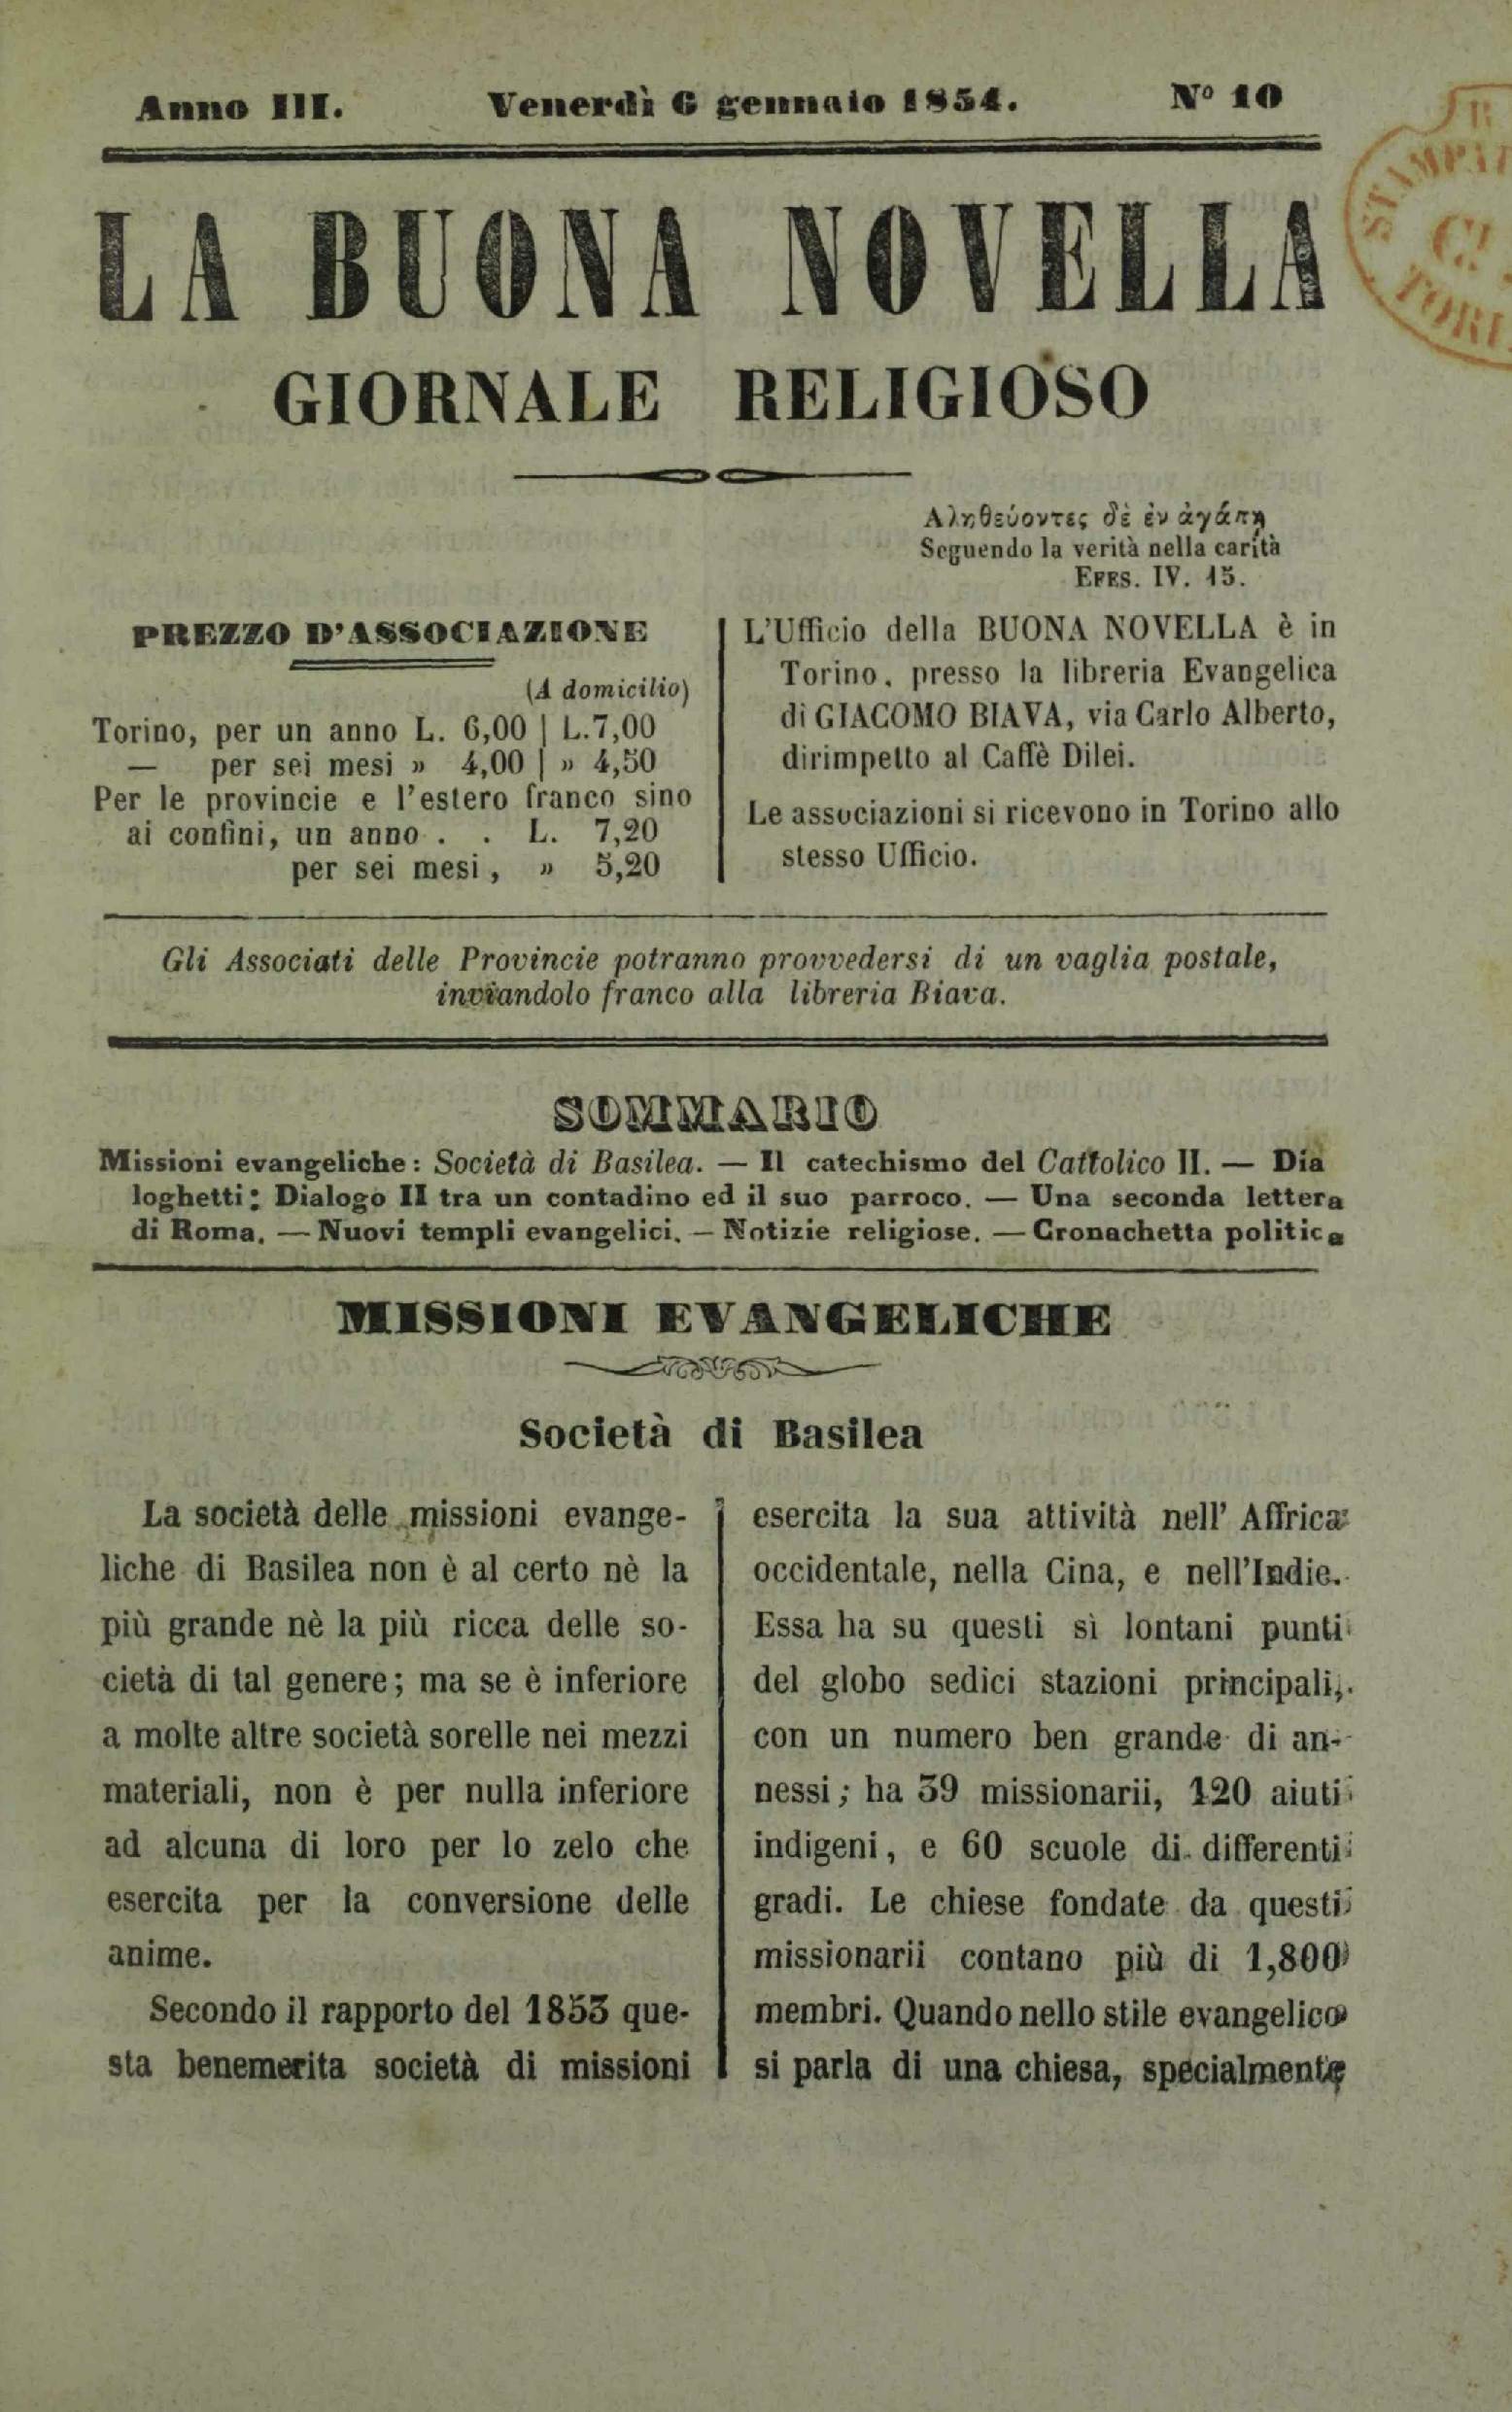 Anno III. Venerdì 6 gennaio 1854. Nº 10
LA BUONA NOVELLA
GIORNALE RELIGIOSO
Ἀληθεύοντες δὲ ἐν ἀγάπῃ
Seguendo la verità nella carità
EFES. IV. 15.
PREZZO D'ASSOCIAZIONE
(A domicilio)
Torino, per un anno L. 6,00 | L.7,00
— per sei mesi » 4,00 | » 4,50
Per le provincie e l'estero franco sino
ai confini, un anno . . L. 7,20
per sei mesi, » 5,20
L'Ufficio della BUONA NOVELLA è in
Torino, presso la libreria Evangelica
di GIACOMO BIAVA, via Carlo Alberto,
dirimpetto al Caffè Dilei.
Le associazioni si ricevono in Torino allo
stesso Ufficio.
Gli Associati delle Provincie potranno provvedersi di un vaglia postale,
inviandolo franco alla libreria Biava.
SOMMARIO
Missioni evangeliche: Società di Basilea. — Il catechismo del Cattolico II. — Dia
loghetti: Dialogo II tra un contadino ed il suo parroco. — Una seconda lettera
di Roma. — Nuovi templi evangelici. — Notizie religiose. — Cronachetta politica
MISSIONI EVANGELICHE
Società di Basilea
La società delle missioni evange-
liche di Basilea non è al certo nè la
più grande nè la più ricca delle so-
cietà di tal genere; ma se è inferiore
a molte altre società sorelle nei mezzi
materiali, non è per nulla inferiore
ad alcuna di loro per lo zelo che
esercita per la conversione delle
anime.
Secondo il rapporto del 1853 que-
sta benemerita società di missioni
esercita la sua attività nell' Affrica
occidentale, nella Cina, e nell'Indie.
Essa ha su questi sì lontani punti
del globo sedici stazioni principali,
con un numero ben grande di an-
nessi; ha 39 missionarii, 120 aiuti
indigeni, e 60 scuole di differenti
gradi. Le chiese fondate da questi
missionarii contano più di 1,800
membri. Quando nello stile evangelico
si parla di una chiesa, specialmente